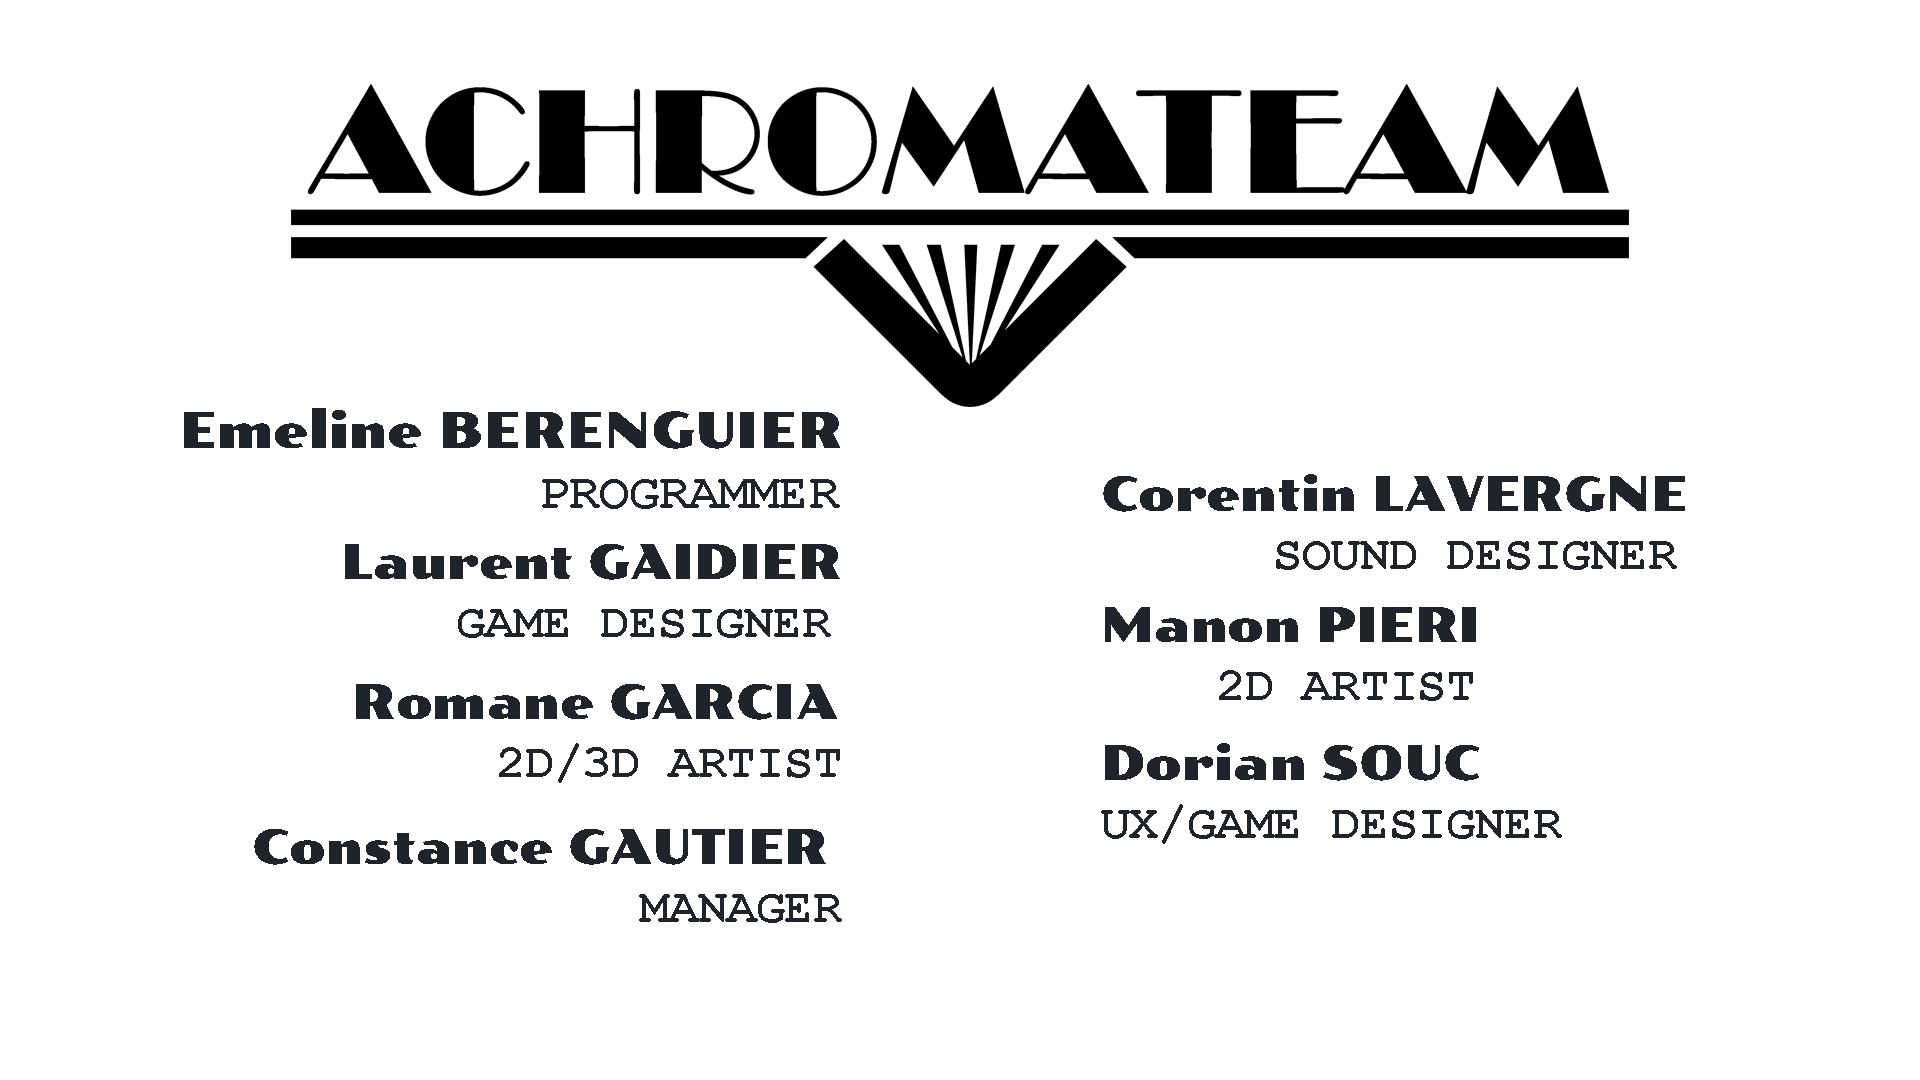 ACHROMATEAM
Emeline BERENGUIER
PROGRAMMER
Laurent GAIDIER
GAME DESIGNER
Romane GARCIA
2D/3D ARTIST
Constance GAUTIER
MANAGER
Corentin LAVERGNE
SOUND DESIGNER
Manon PIERI
2D ARTIST
Dorian SOUC
UX/GAME DESIGNER